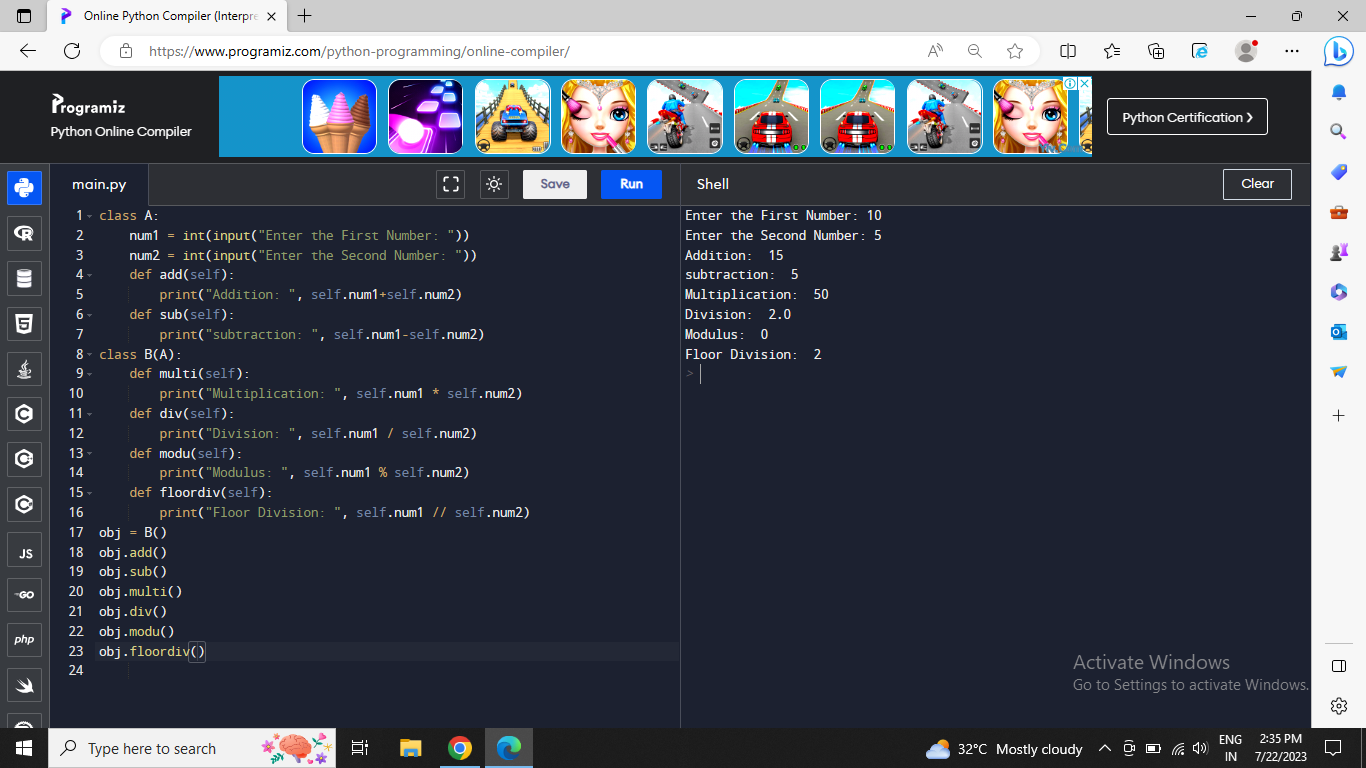 Online Python Compiler (Interpre
https://www.programiz.com/python-programming/online-compiler/
Programiz
Python Online Compiler
Python Certification
main.py
Save
Run
Shell
Clear
1 class A:
2     num1 = int(input("Enter the First Number: "))
3     num2 = int(input("Enter the Second Number: "))
4     def add(self):
5         print("Addition: ", self.num1+self.num2)
6     def sub(self):
7         print("subtraction: ", self.num1-self.num2)
8 class B(A):
9     def multi(self):
10         print("Multiplication: ", self.num1 * self.num2)
11     def div(self):
12         print("Division: ", self.num1 / self.num2)
13     def modu(self):
14         print("Modulus: ", self.num1 % self.num2)
15     def floordiv(self):
16         print("Floor Division: ", self.num1 // self.num2)
17 obj = B()
18 obj.add()
19 obj.sub()
20 obj.multi()
21 obj.div()
22 obj.modu()
23 obj.floordiv()
24
Enter the First Number: 10
Enter the Second Number: 5
Addition:  15
subtraction:  5
Multiplication:  50
Division:  2.0
Modulus:  0
Floor Division:  2
>
JS
GO
php
Activate Windows
Go to Settings to activate Windows.
Type here to search
32°C Mostly cloudy
ENG
IN
2:35 PM
7/22/2023